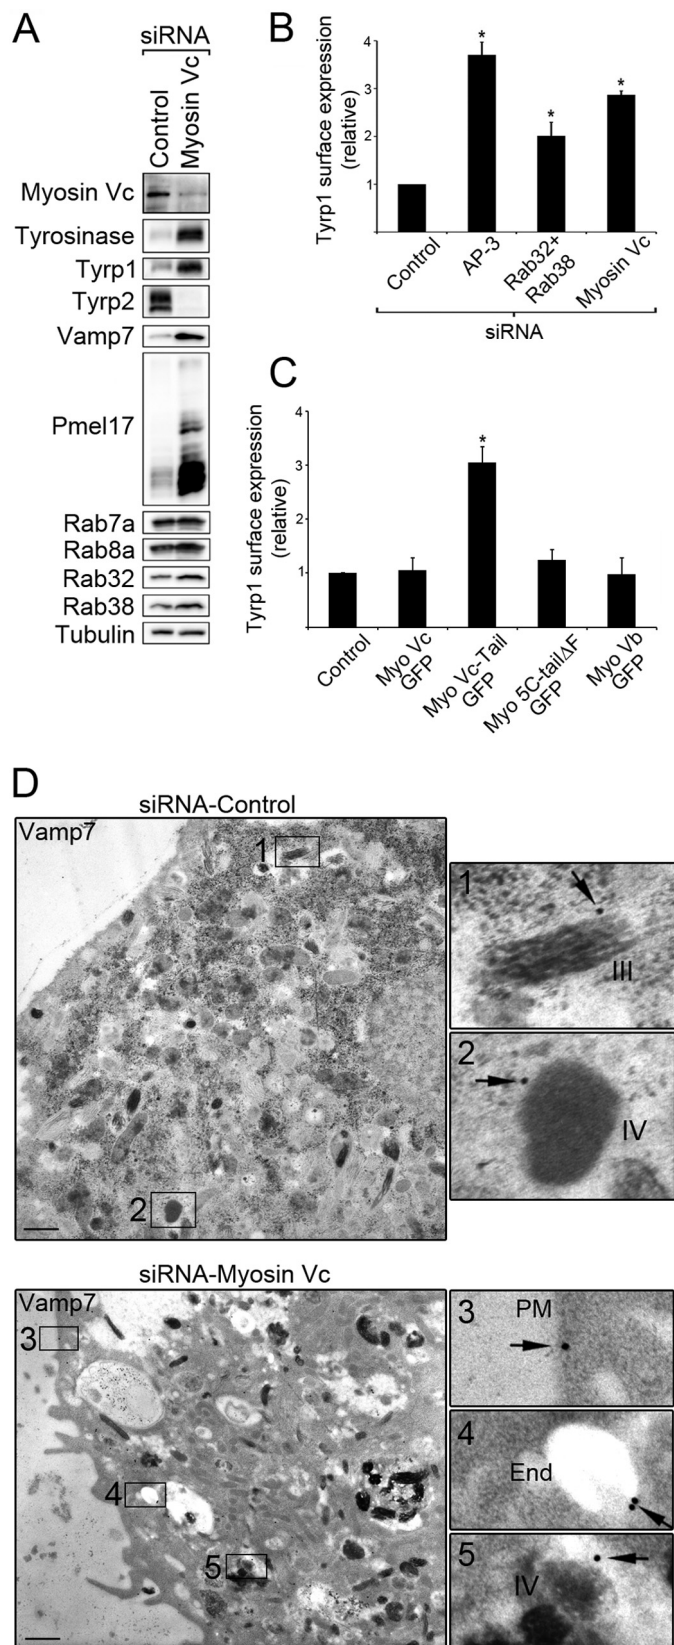 A
siRNA
Control
Myosin Vc
Myosin Vc
Tyrosinase
Tyrp1
Tyrp2
Vamp7
Pmel17
Rab7a
Rab8a
Rab32
Rab38
Tubulin
B
Tyrp1 surface expression
(relative)
4
3
2
1
*
*
*
Control
AP-3
Rab32+
Rab38
Myosin Vc
siRNA
C
Tyrp1 surface expression
(relative)
4
3
2
1
*
Control
Myo Vc
GFP
Myo Vc-Tail
GFP
Myo 5C-tailΔF
GFP
Myo Vb
GFP
D
siRNA-Control
Vamp7
1
2
1
III
2
IV
siRNA-Myosin Vc
Vamp7
3
4
5
3
PM
4
End
5
IV